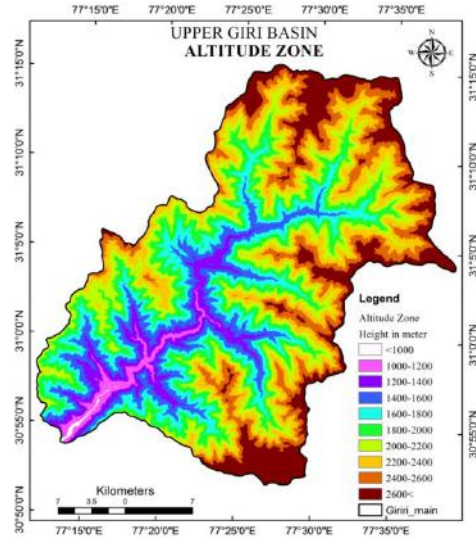 77°15'0"E 77°20'0"E 77°25'0"E 77°30'0"E 77°35'0"E
UPPER GIRI BASIN
ALTITUDE ZONE
N
W E
S
31°15'0"N 31°15'0"N
31°10'0"N 31°10'0"N
31°5'0"N 31°5'0"N
31°0'0"N 31°0'0"N
30°55'0"N 30°55'0"N
30°50'0"N 30°50'0"N
Legend
Altitude Zone
Height in meter
<1000
1000-1200
1200-1400
1400-1600
1600-1800
1800-2000
2000-2200
2200-2400
2400-2600
2600<
Giriri_main
Kilometers
7 3.5 0 7
77°15'0"E 77°20'0"E 77°25'0"E 77°30'0"E 77°35'0"E